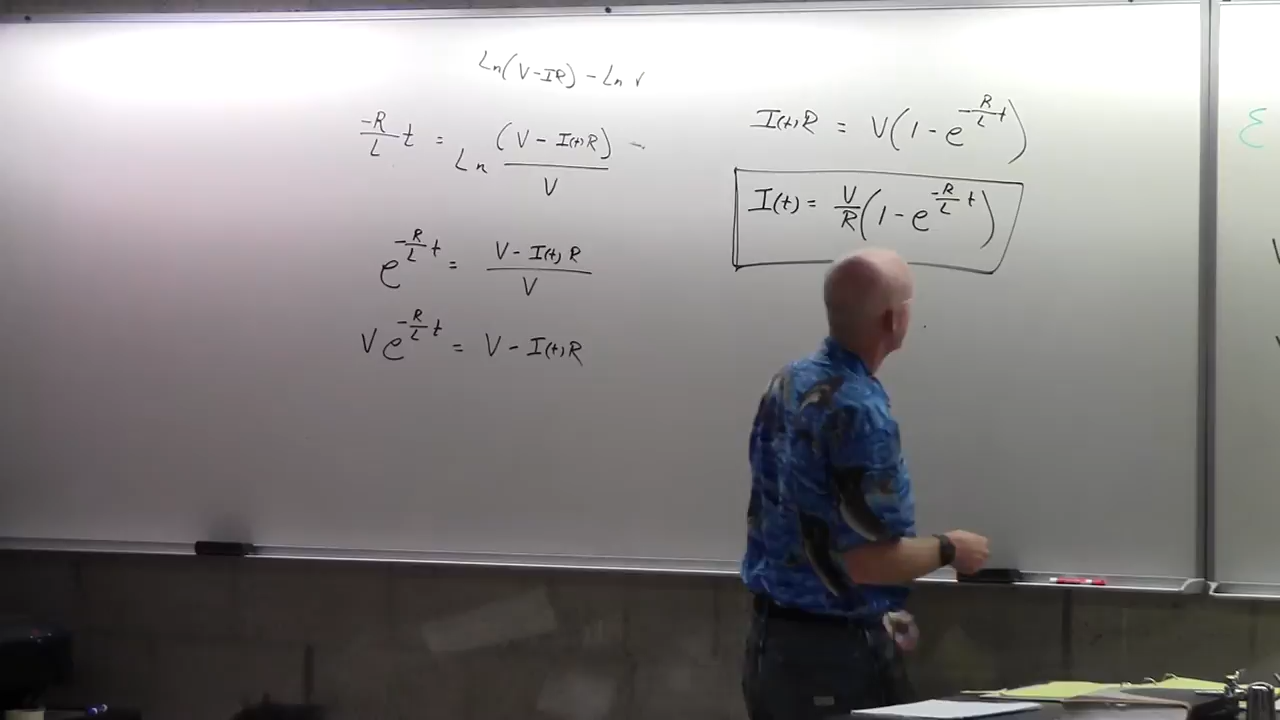 Ln(V-IR) - Ln V
-R/L t = Ln (V - I(t)R)/V
e^(-R/L t) = (V - I(t)R)/V
V e^(-R/L t) = V - I(t)R
I(t)R = V(1 - e^(-R/L t))
I(t) = V/R (1 - e^(-R/L t))
ε